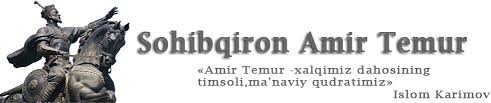 Sohibqiron Amir Temur
«Amir Temur -xalqimiz dahosining
timsoli,ma'naviy qudratimiz»
Islom Karimov